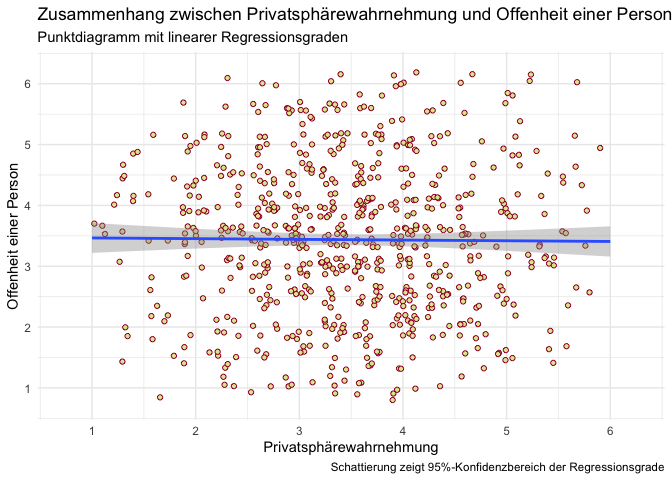 Zusammenhang zwischen Privatsphärewahrnehmung und Offenheit einer Person
Punktdiagramm mit linearer Regressionsgraden
Offenheit einer Person
6
5
4
3
2
1
1 2 3 4 5 6
Privatsphärewahrnehmung
Schattierung zeigt 95%-Konfidenzbereich der Regressionsgrade